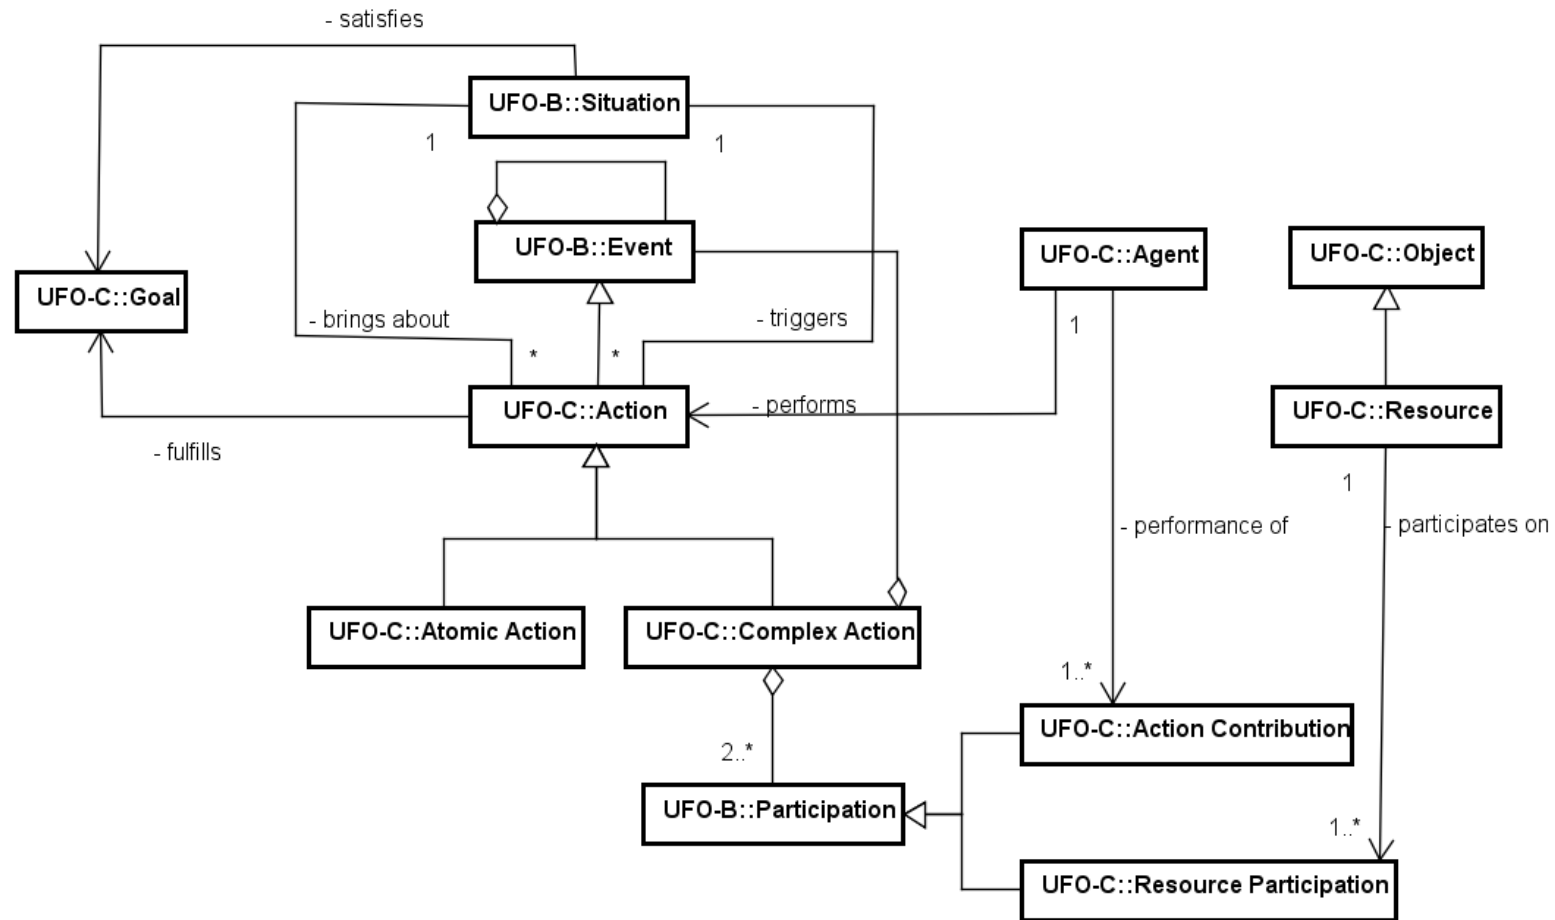 - satisfies
UFO-B::Situation
1
1
UFO-B::Event
UFO-C::Agent
UFO-C::Object
UFO-C::Goal
- brings about
- triggers
1
*
*
UFO-C::Action
- performs
UFO-C::Resource
- fulfills
1
- performance of
- participates on
UFO-C::Atomic Action
UFO-C::Complex Action
1..*
UFO-C::Action Contribution
2..*
UFO-B::Participation
1..*
UFO-C::Resource Participation